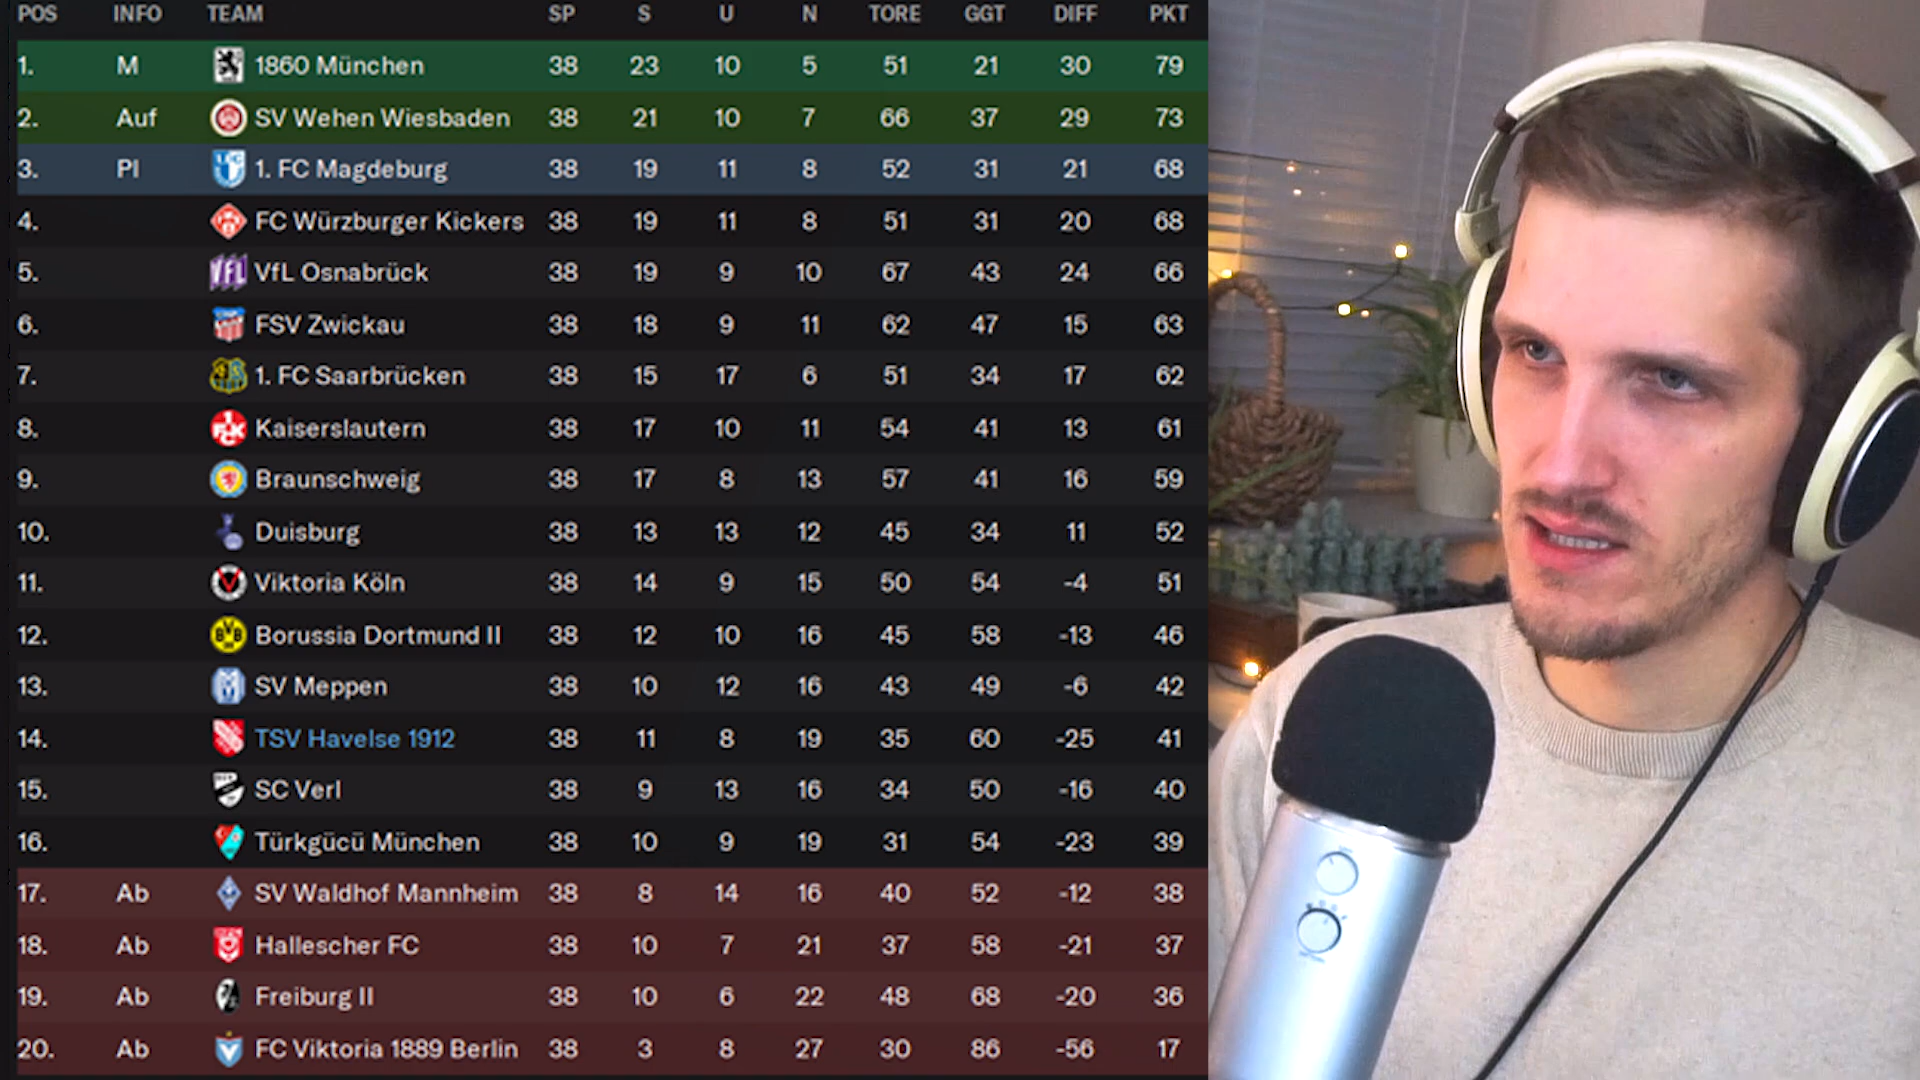 POS INFO TEAM SP S U N TORE GGT DIFF PKT
1. M 1860 München 38 23 10 5 51 21 30 79
2. Auf SV Wehen Wiesbaden 38 21 10 7 66 37 29 73
3. Pl 1. FC Magdeburg 38 19 11 8 52 31 21 68
4. FC Würzburger Kickers 38 19 11 8 51 31 20 68
5. VfL Osnabrück 38 19 9 10 67 43 24 66
6. FSV Zwickau 38 18 9 11 62 47 15 63
7. 1. FC Saarbrücken 38 15 17 6 51 34 17 62
8. Kaiserslautern 38 17 10 11 54 41 13 61
9. Braunschweig 38 17 8 13 57 41 16 59
10. Duisburg 38 13 13 12 45 34 11 52
11. Viktoria Köln 38 14 9 15 50 54 -4 51
12. BVB Borussia Dortmund II 38 12 10 16 45 58 -13 46
13. SV Meppen 38 10 12 16 43 49 -6 42
14. TSV Havelse 1912 38 11 8 19 35 60 -25 41
15. SC Verl 38 9 13 16 34 50 -16 40
16. Türkgücü München 38 10 9 19 31 54 -23 39
17. Ab SV Waldhof Mannheim 38 8 14 16 40 52 -12 38
18. Ab Hallescher FC 38 10 7 21 37 58 -21 37
19. Ab Freiburg II 38 10 6 22 48 68 -20 36
20. Ab FC Viktoria 1889 Berlin 38 3 8 27 30 86 -56 17